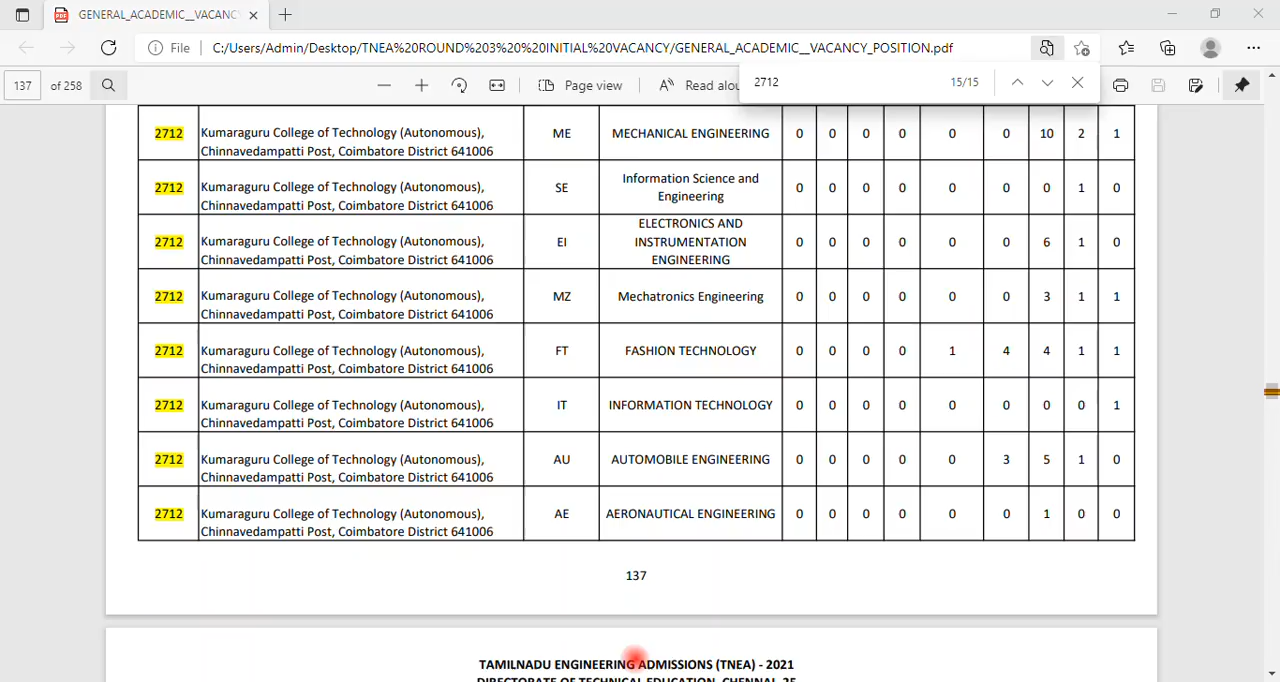 GENERAL_ACADEMIC__VACANCY
File C:/Users/Admin/Desktop/TNEA%20ROUND%203%20%20INITIAL%20VACANCY/GENERAL_ACADEMIC__VACANCY_POSITION.pdf
137 of 258 Page view Read alou 2712 15/15
2712 Kumaraguru College of Technology (Autonomous), Chinnavedampatti Post, Coimbatore District 641006 ME MECHANICAL ENGINEERING 0 0 0 0 0 0 10 2 1
2712 Kumaraguru College of Technology (Autonomous), Chinnavedampatti Post, Coimbatore District 641006 SE Information Science and Engineering 0 0 0 0 0 0 0 1 0
2712 Kumaraguru College of Technology (Autonomous), Chinnavedampatti Post, Coimbatore District 641006 EI ELECTRONICS AND INSTRUMENTATION ENGINEERING 0 0 0 0 0 0 6 1 0
2712 Kumaraguru College of Technology (Autonomous), Chinnavedampatti Post, Coimbatore District 641006 MZ Mechatronics Engineering 0 0 0 0 0 0 3 1 1
2712 Kumaraguru College of Technology (Autonomous), Chinnavedampatti Post, Coimbatore District 641006 FT FASHION TECHNOLOGY 0 0 0 0 1 4 4 1 1
2712 Kumaraguru College of Technology (Autonomous), Chinnavedampatti Post, Coimbatore District 641006 IT INFORMATION TECHNOLOGY 0 0 0 0 0 0 0 0 1
2712 Kumaraguru College of Technology (Autonomous), Chinnavedampatti Post, Coimbatore District 641006 AU AUTOMOBILE ENGINEERING 0 0 0 0 0 3 5 1 0
2712 Kumaraguru College of Technology (Autonomous), Chinnavedampatti Post, Coimbatore District 641006 AE AERONAUTICAL ENGINEERING 0 0 0 0 0 0 1 0 0
137
TAMILNADU ENGINEERING ADMISSIONS (TNEA) - 2021
DIRECTORATE OF TECHNICAL EDUCATION, CHENNAI-25